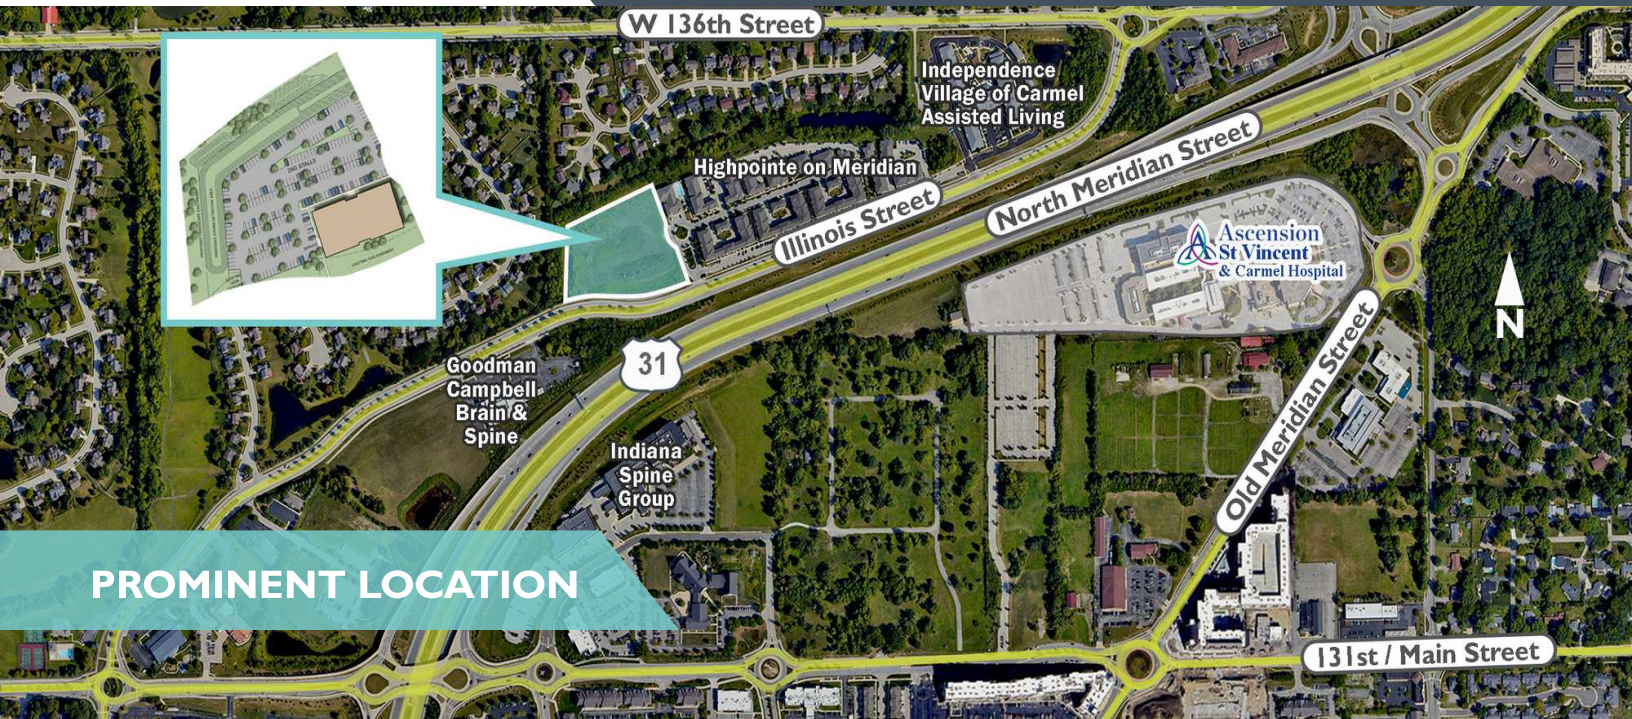 W 136th Street
Independence
Village of Carmel
Assisted Living
Highpointe on Meridian
Illinois Street
North Meridian Street
Ascension
St Vincent
& Carmel Hospital
N
31
Goodman
Campbell
Brain &
Spine
Indiana
Spine
Group
Old Meridian Street
PROMINENT LOCATION
131st / Main Street